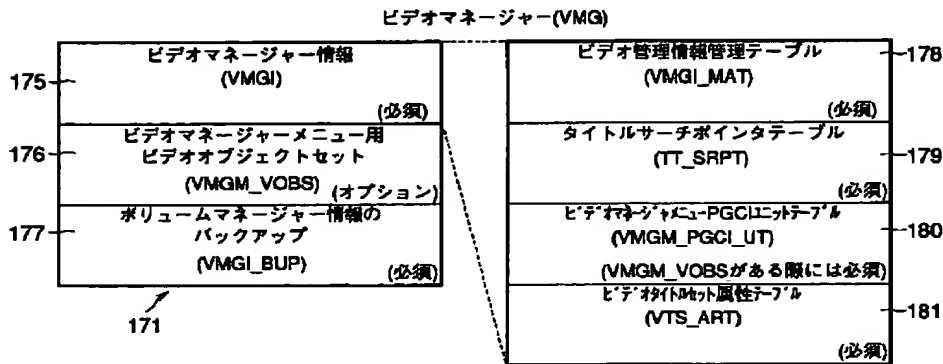 ビデオマネージャー(VMG)
175
ビデオマネージャー情報
(VMGI)
(必須)
176
ビデオマネージャーメニュー用
ビデオオブジェクトセット
(VMGM_VOBS)
(オプション)
177
ボリュームマネージャー情報の
バックアップ
(VMGI_BUP)
(必須)
171
ビデオ管理情報管理テーブル
(VMGI_MAT)
(必須)
178
タイトルサーチポインタテーブル
(TT_SRPT)
(必須)
179
ビデオマネージャメニューPGCIユニットテーブル
(VMGM_PGCI_UT)
(VMGM_VOBSがある際には必須)
180
ビデオタイトルセット属性テーブル
(VTS_ART)
(必須)
181